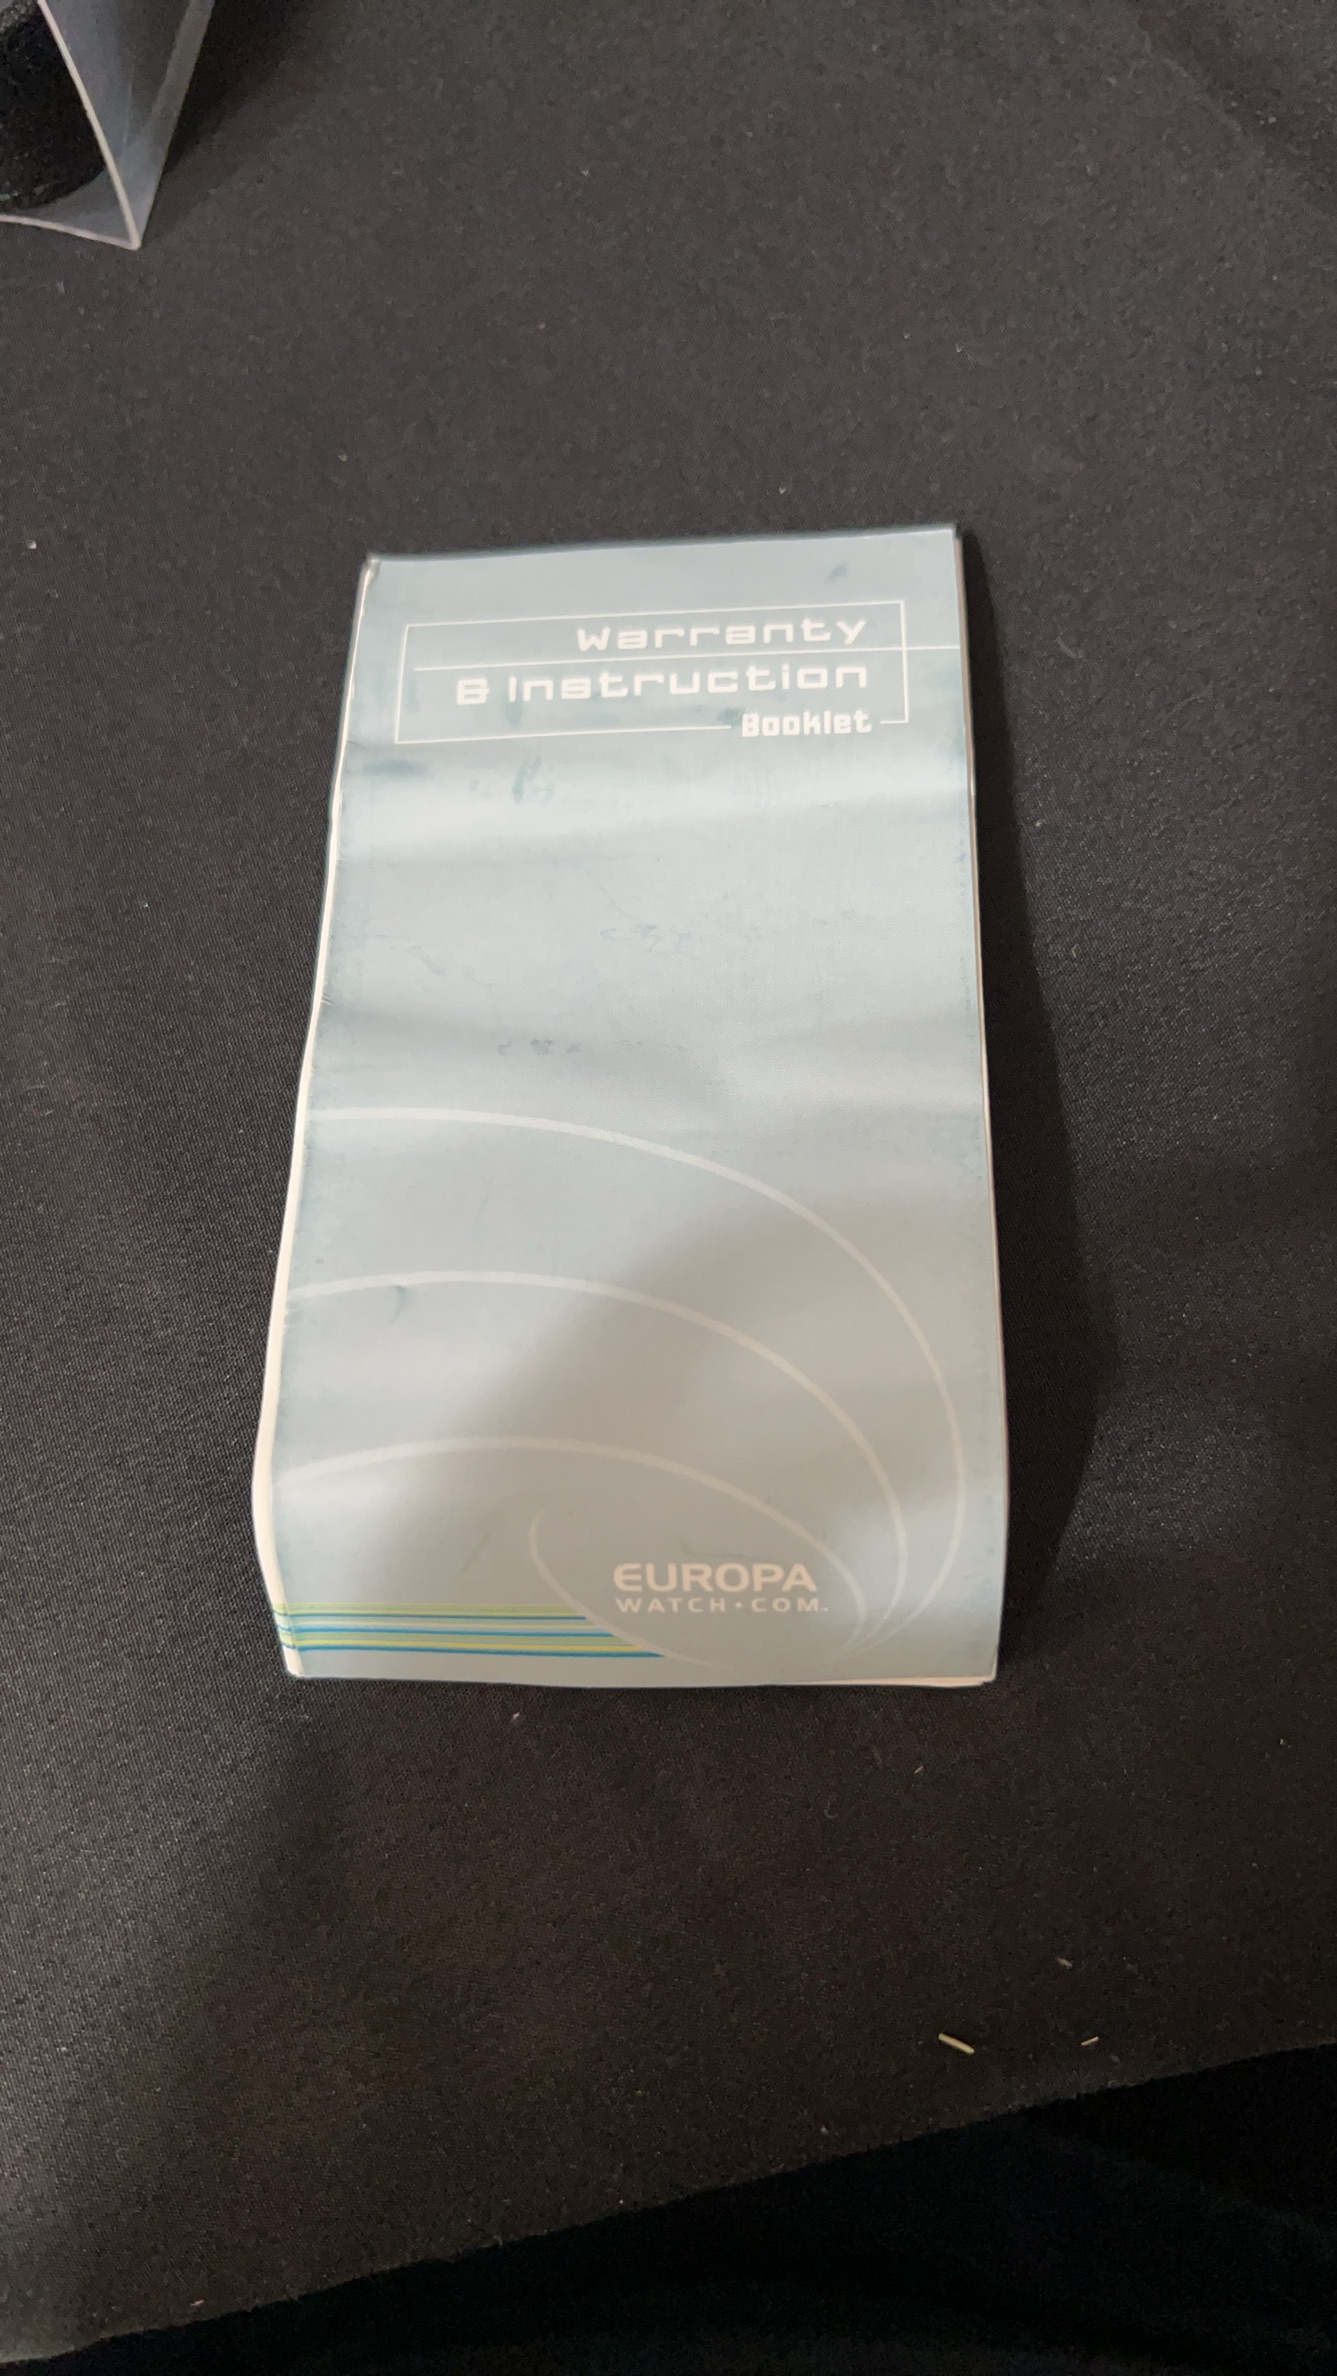 Warranty
& Instruction
Booklet
EUROPA
WATCH•COM.